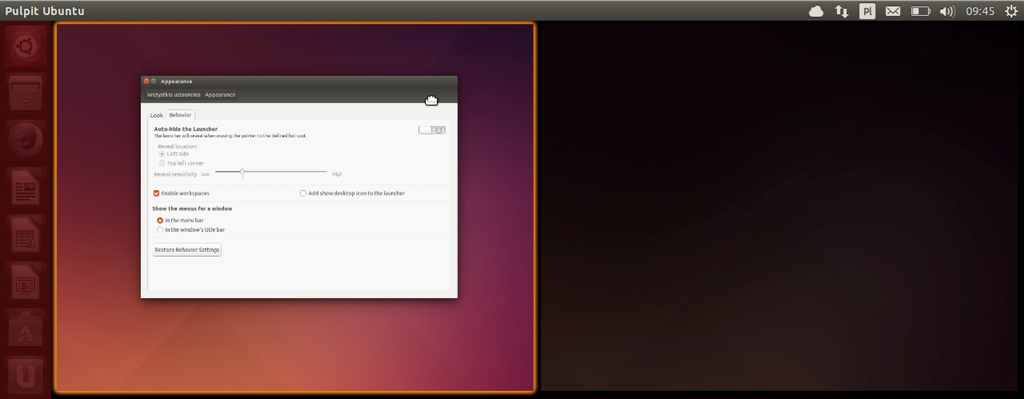 Pulpit Ubuntu
Pl
09:45
Appearance
Wszystkie ustawienia Appearance
Look Behavior
Auto-hide the Launcher
The launcher will reveal when moving the pointer to the defined hot spot.
Reveal location:
Left side
Top left corner
Reveal sensitivity Low High
Enable workspaces Add show desktop icon to the launcher
Show the menus for a window
In the menu bar
In the window's title bar
Restore Behavior Settings